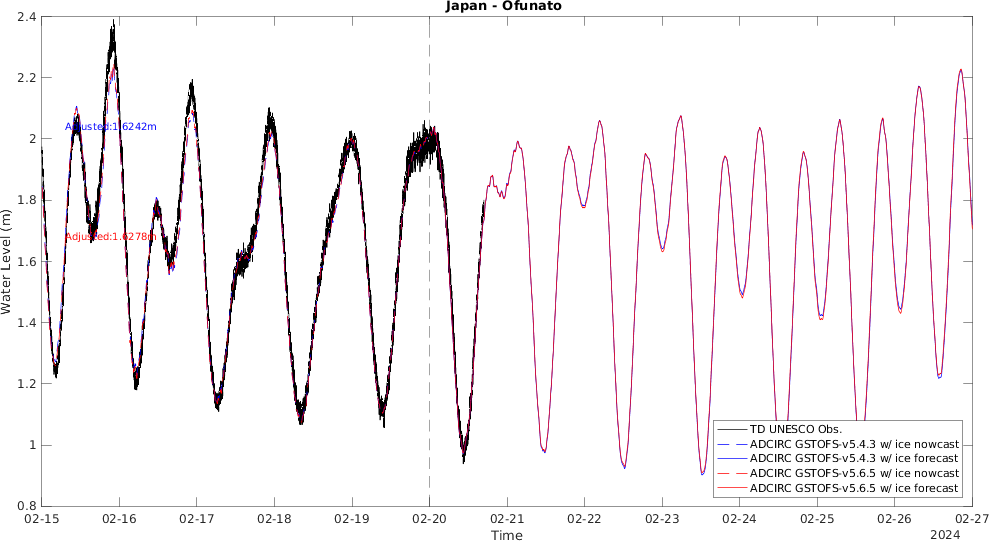 Japan - Ofunato
Water Level (m)
2.4
2.2
2
1.8
1.6
1.4
1.2
1
0.8
Adjusted:1.6242m
Adjusted:1.6278m
TD UNESCO Obs.
ADCIRC GSTOFS-v5.4.3 w/ ice nowcast
ADCIRC GSTOFS-v5.4.3 w/ ice forecast
ADCIRC GSTOFS-v5.6.5 w/ ice nowcast
ADCIRC GSTOFS-v5.6.5 w/ ice forecast
02-15 02-16 02-17 02-18 02-19 02-20 02-21 02-22 02-23 02-24 02-25 02-26 02-27
Time
2024